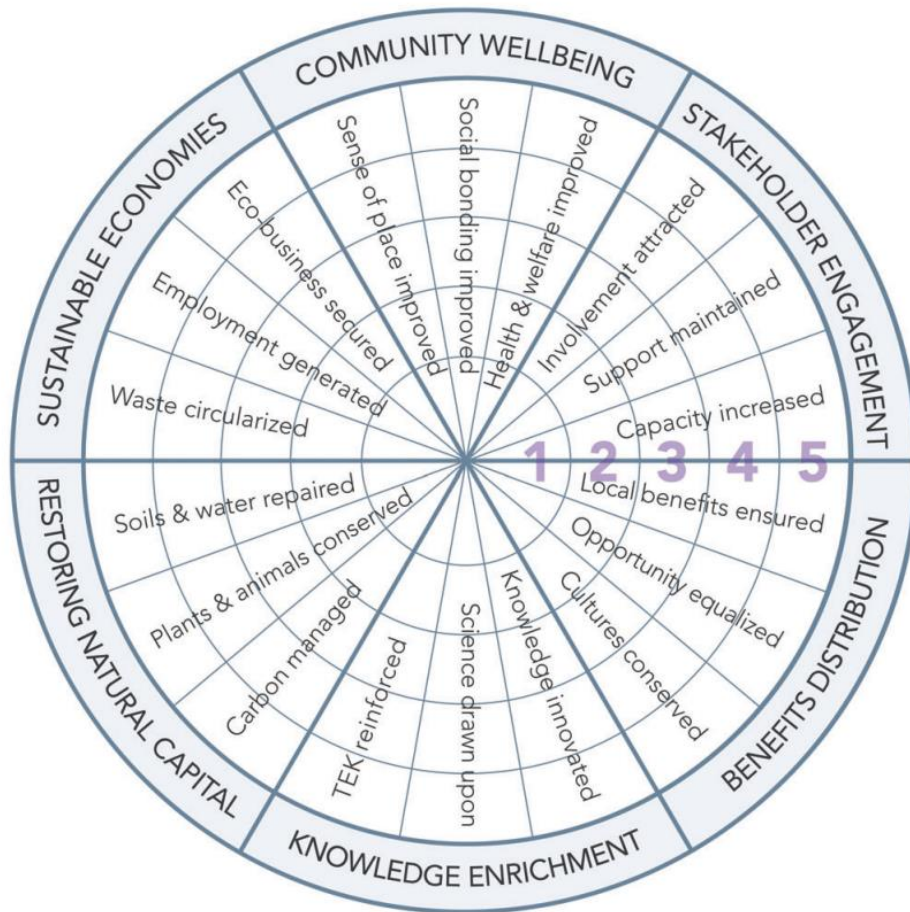 COMMUNITY WELLBEING
Sense of place improved
Social bonding improved
Health & welfare improved
STAKEHOLDER ENGAGEMENT
Involvement attracted
Support maintained
Capacity increased
1 2 3 4 5
BENEFITS DISTRIBUTION
Local benefits ensured
Opportunity equalized
Cultures conserved
KNOWLEDGE ENRICHMENT
Knowledge innovated
Science drawn upon
TEK reinforced
RESTORING NATURAL CAPITAL
Carbon managed
Plants & animals conserved
Soils & water repaired
SUSTAINABLE ECONOMIES
Waste circularized
Employment generated
Eco-business secured